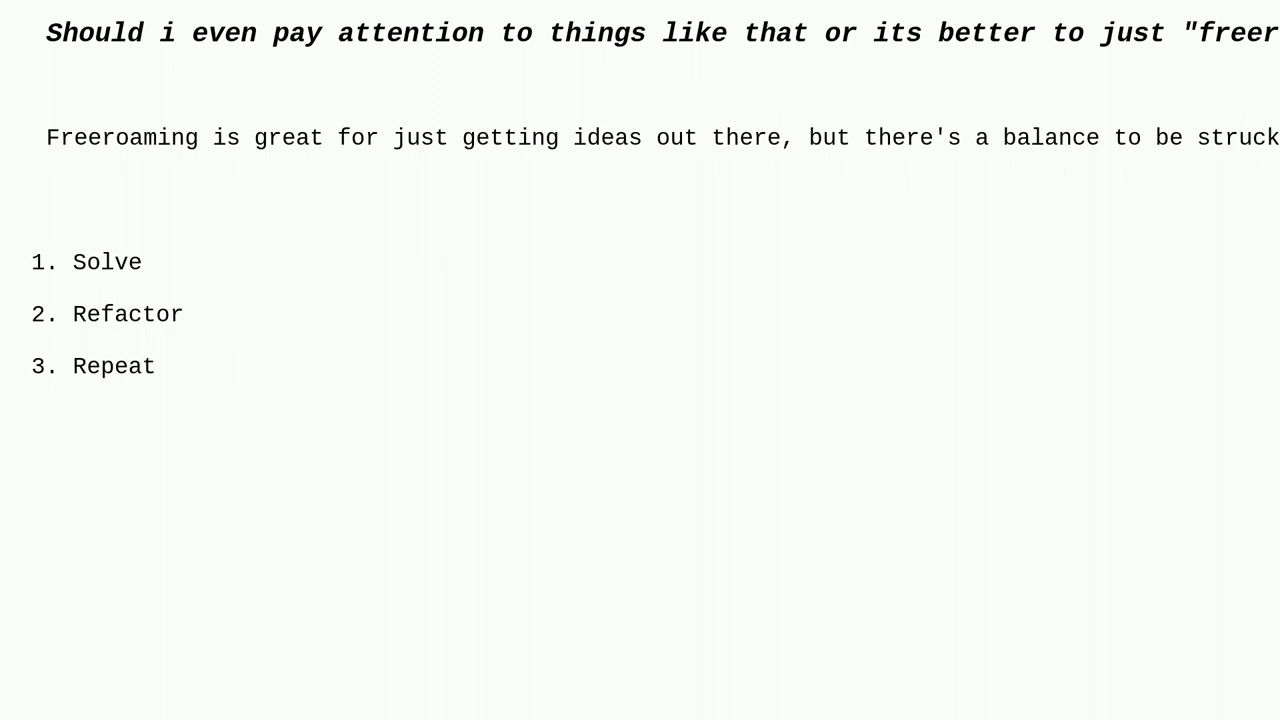 Should i even pay attention to things like that or its better to just "freer
Freeroaming is great for just getting ideas out there, but there's a balance to be struck
1. Solve
2. Refactor
3. Repeat